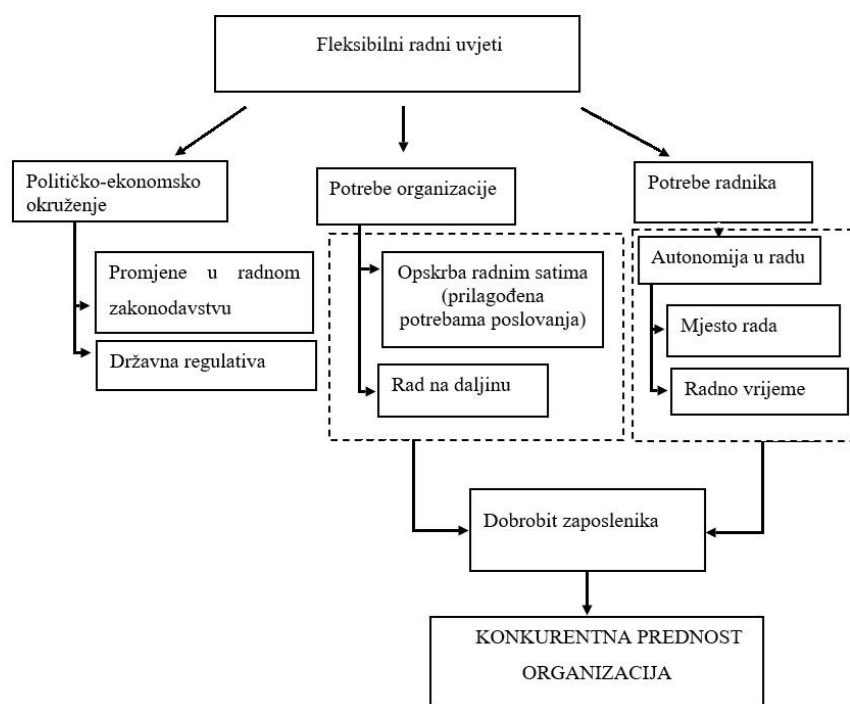 Fleksibilni radni uvjeti
Političko-ekonomsko
okruženje
Potrebe organizacije
Potrebe radnika
Promjene u radnom
zakonodavstvu
Državna regulativa
Opskrba radnim satima
(prilagođena
potrebama poslovanja)
Rad na daljinu
Autonomija u radu
Mjesto rada
Radno vrijeme
Dobrobit zaposlenika
KONKURENTNA PREDNOST
ORGANIZACIJA